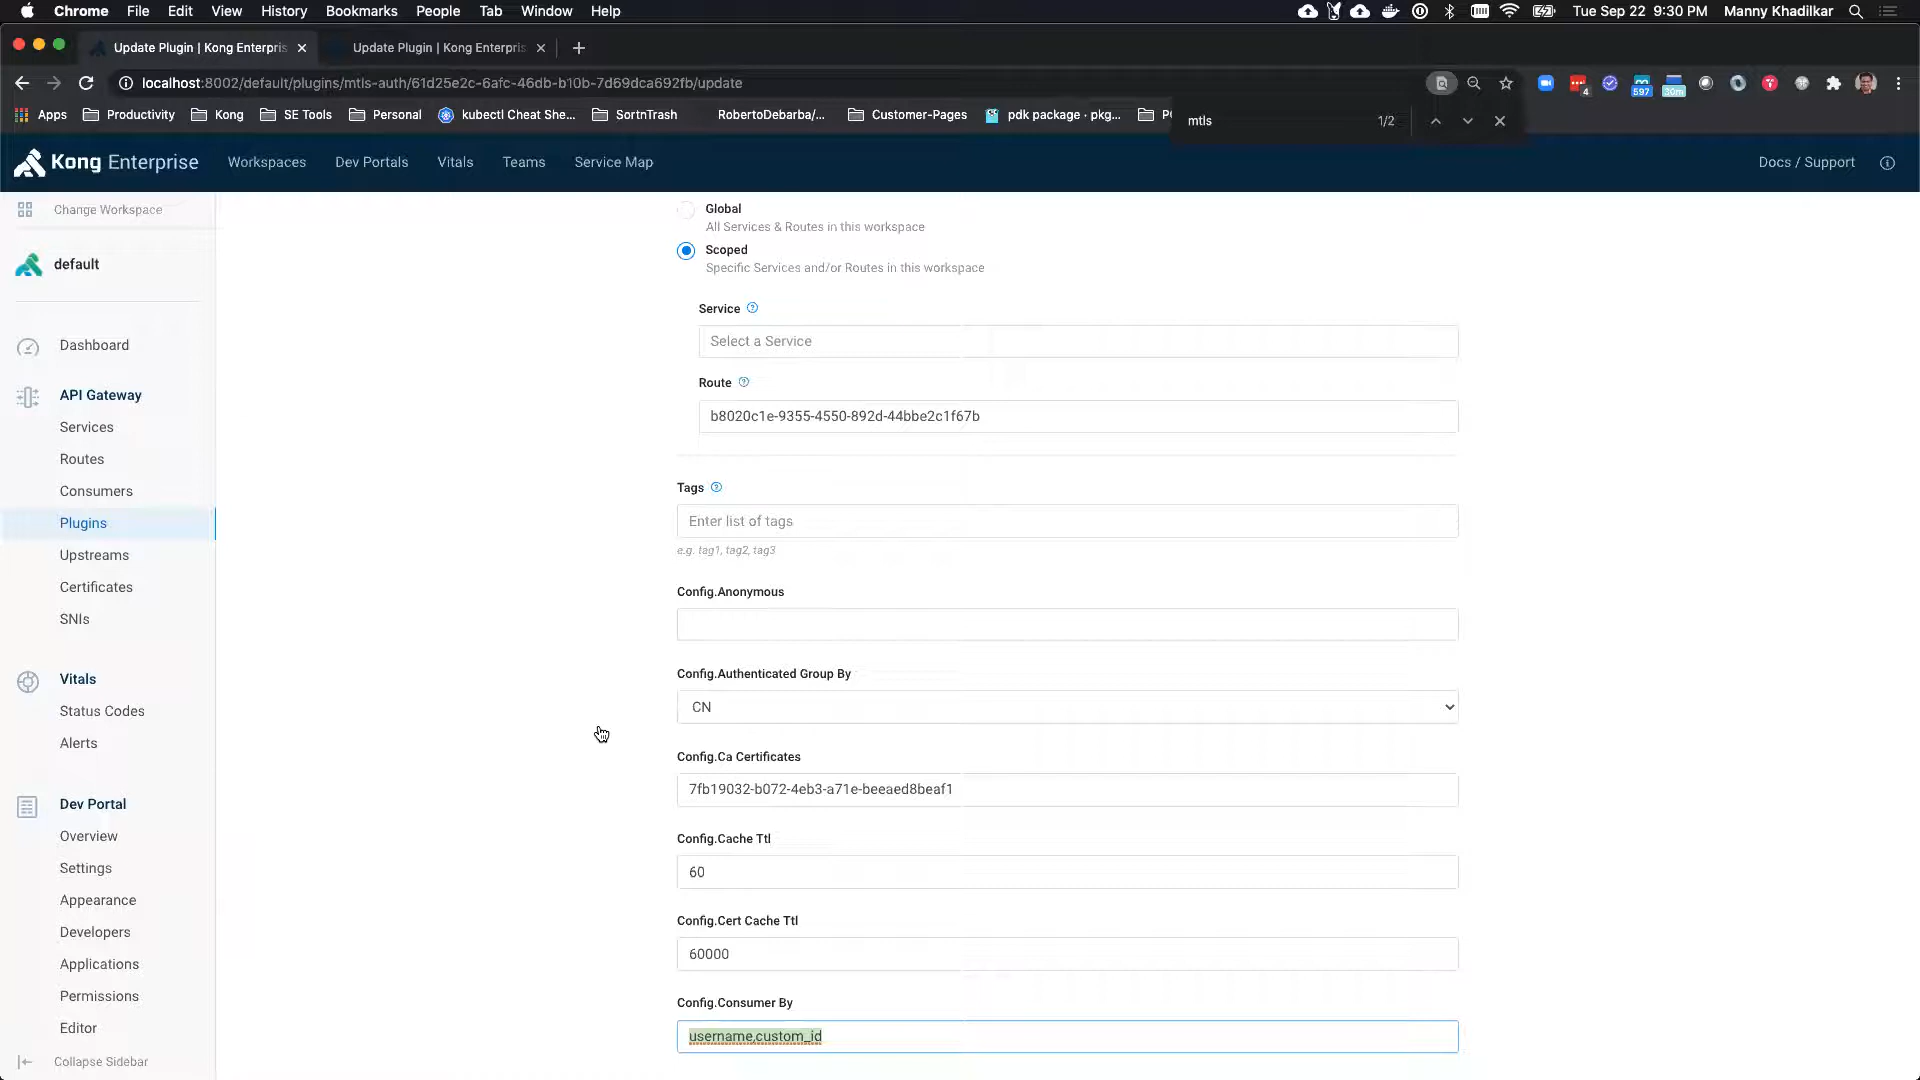 Chrome File Edit View History Bookmarks People Tab Window Help Tue Sep 22 9:30 PM Manny Khadilkar
Update Plugin | Kong Enterpris Update Plugin | Kong Enterpris
localhost:8002/default/plugins/mtls-auth/61d25e2c-6afc-46db-b10b-7d69dca692fb/update 4 597 30m
Apps Productivity Kong SE Tools Personal kubectl Cheat She... SortnTrash RobertoDebarba/... Customer-Pages pdk package · pkg...
mtls 1/2
Kong Enterprise Workspaces Dev Portals Vitals Teams Service Map Docs / Support
Change Workspace
default
Dashboard
API Gateway
Services
Routes
Consumers
Plugins
Upstreams
Certificates
SNIs
Vitals
Status Codes
Alerts
Dev Portal
Overview
Settings
Appearance
Developers
Applications
Permissions
Editor
Collapse Sidebar
Global
All Services & Routes in this workspace
Scoped
Specific Services and/or Routes in this workspace
Service
Select a Service
Route
b8020c1e-9355-4550-892d-44bbe2c1f67b
Tags
Enter list of tags
e.g. tag1, tag2, tag3
Config.Anonymous
Config.Authenticated Group By
CN
Config.Ca Certificates
7fb19032-b072-4eb3-a71e-beeaed8beaf1
Config.Cache Ttl
60
Config.Cert Cache Ttl
60000
Config.Consumer By
username,custom_id